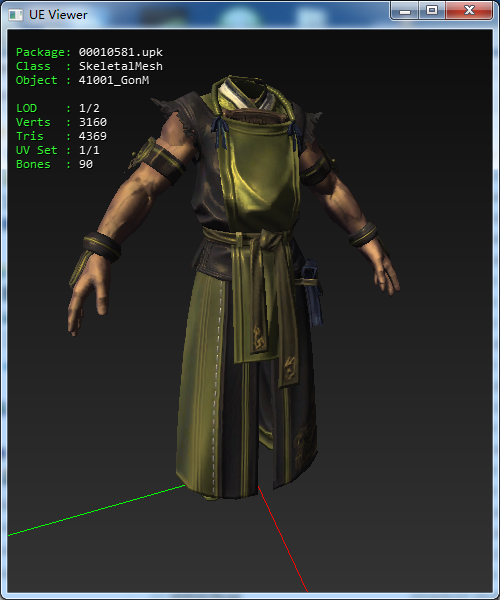 UE Viewer
Package: 00010581.upk
Class : SkeletalMesh
Object : 41001_GonM
LOD : 1/2
Verts : 3160
Tris : 4369
UV Set : 1/1
Bones : 90